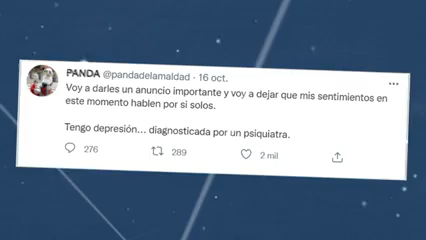 PANDA @pandadelamaldad · 16 oct.
Voy a darles un anuncio importante y voy a dejar que mis sentimientos en
este momento hablen por si solos.
Tengo depresión... diagnosticada por un psiquiatra.
276 289 2 mil